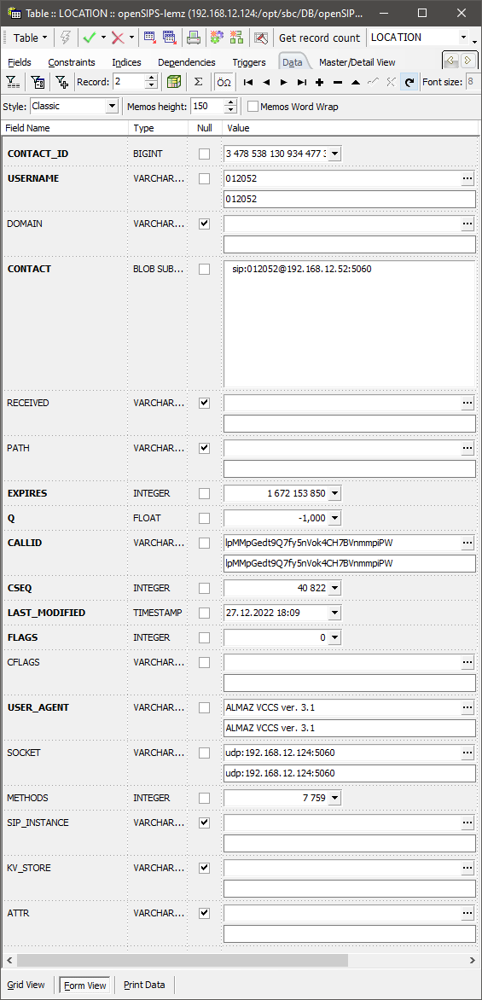 Table :: LOCATION :: openSIPS-lemz (192.168.12.124:/opt/sbc/DB/openSIP...
Table Get record count LOCATION
Fields Constraints Indices Dependencies Triggers Data Master/Detail View
Record: 2 Σ ÖΩ Font size: 8
Style: Classic Memos height: 150 Memos Word Wrap
Field Name Type Null Value
CONTACT_ID BIGINT 3 478 538 130 934 477
USERNAME VARCHAR... 012052 ...
012052
DOMAIN VARCHAR... ...
CONTACT BLOB SUB... sip:012052@192.168.12.52:5060
RECEIVED VARCHAR... ...
PATH VARCHAR... ...
EXPIRES INTEGER 1 672 153 850
Q FLOAT -1,000
CALLID VARCHAR... lpMMpGedt9Q7fy5nVok4CH7BVnmmpiPW ...
lpMMpGedt9Q7fy5nVok4CH7BVnmmpiPW
CSEQ INTEGER 40 822
LAST_MODIFIED TIMESTAMP 27.12.2022 18:09
FLAGS INTEGER 0
CFLAGS VARCHAR... ...
USER_AGENT VARCHAR... ALMAZ VCCS ver. 3.1 ...
ALMAZ VCCS ver. 3.1
SOCKET VARCHAR... udp:192.168.12.124:5060 ...
udp:192.168.12.124:5060
METHODS INTEGER 7 759
SIP_INSTANCE VARCHAR... ...
KV_STORE VARCHAR... ...
ATTR VARCHAR... ...
Grid View Form View Print Data